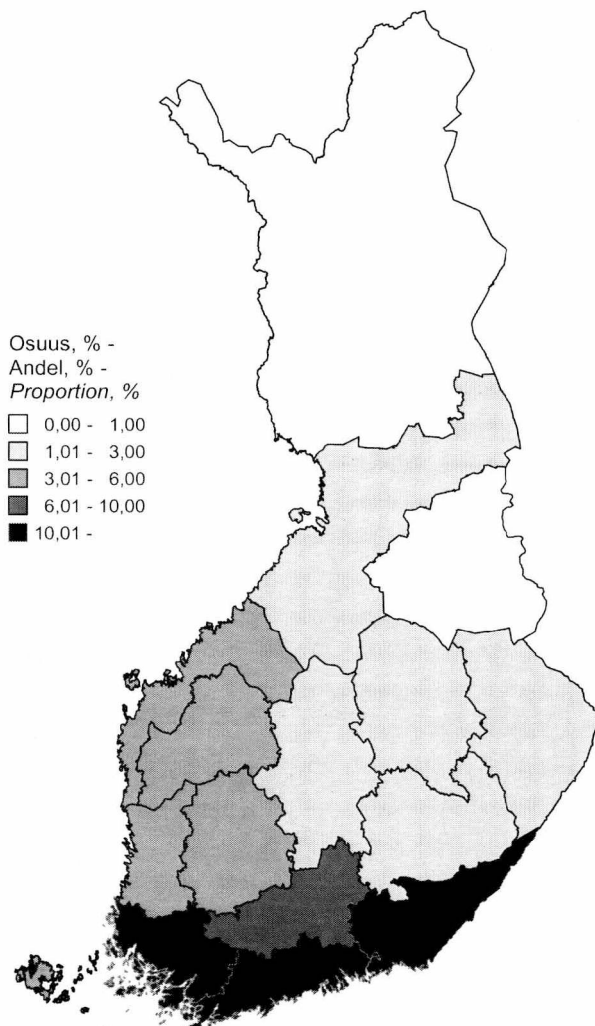 Osuus, % -
Andel, % -
Proportion, %
0,00 - 1,00
1,01 - 3,00
3,01 - 6,00
6,01 - 10,00
10,01 -